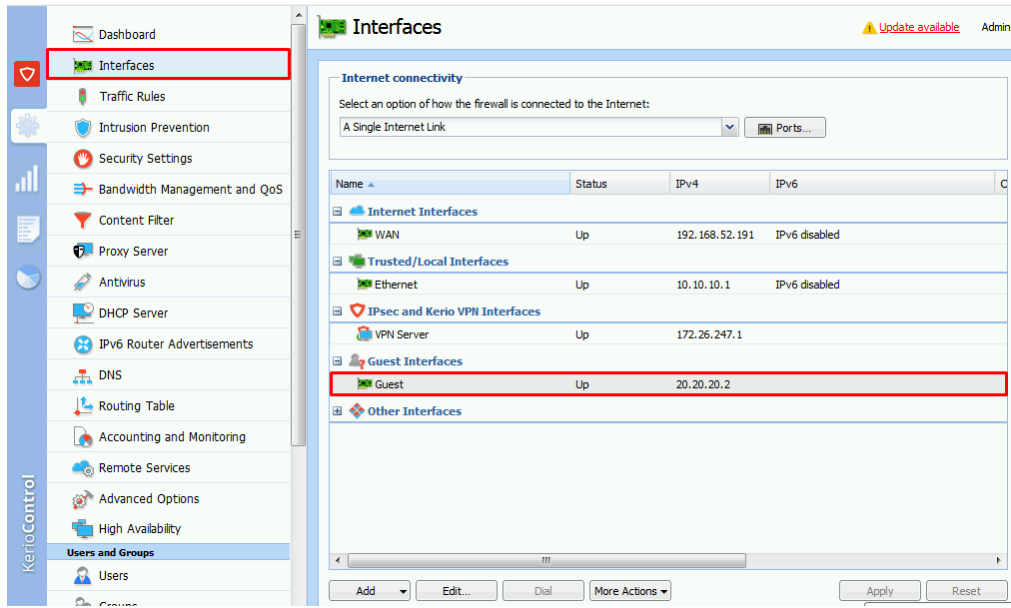 Dashboard
Interfaces
Traffic Rules
Intrusion Prevention
Security Settings
Bandwidth Management and QoS
Content Filter
Proxy Server
Antivirus
DHCP Server
IPv6 Router Advertisements
DNS
Routing Table
Accounting and Monitoring
Remote Services
Advanced Options
High Availability
Users and Groups
Users
Groups
KerioControl
Interfaces
Update available Admin
Internet connectivity
Select an option of how the firewall is connected to the Internet:
A Single Internet Link Ports...
Name Status IPv4 IPv6 C
Internet Interfaces
WAN Up 192.168.52.191 IPv6 disabled
Trusted/Local Interfaces
Ethernet Up 10.10.10.1 IPv6 disabled
IPsec and Kerio VPN Interfaces
VPN Server Up 172.26.247.1
Guest Interfaces
Guest Up 20.20.20.2
Other Interfaces
Add Edit... Dial More Actions Apply Reset